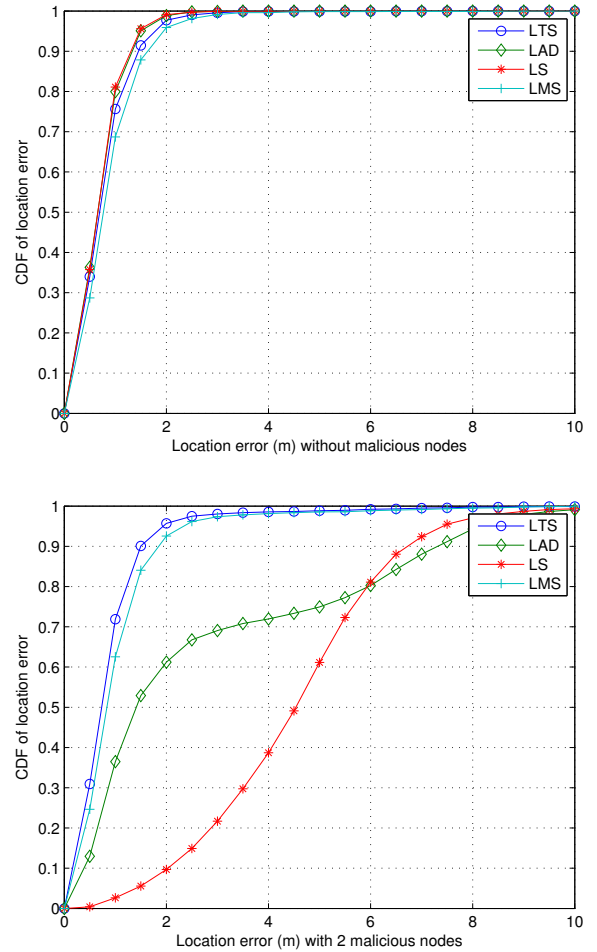 1
0.9
0.8
0.7
0.6
0.5
0.4
0.3
0.2
0.1
0
CDF of location error
LTS
LAD
LS
LMS
0 2 4 6 8 10
Location error (m) without malicious nodes
1
0.9
0.8
0.7
0.6
0.5
0.4
0.3
0.2
0.1
0
CDF of location error
LTS
LAD
LS
LMS
0 2 4 6 8 10
Location error (m) with 2 malicious nodes